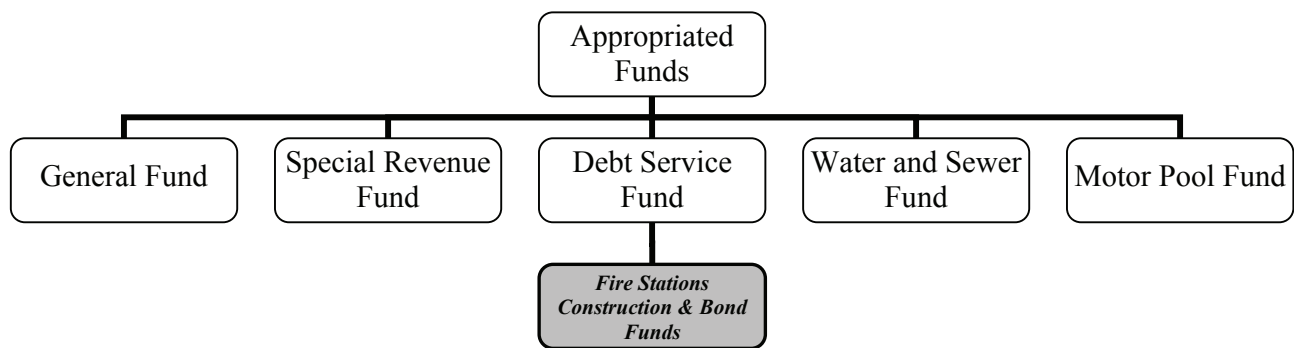 Appropriated
Funds
General Fund
Special Revenue
Fund
Debt Service
Fund
Water and Sewer
Fund
Motor Pool Fund
Fire Stations
Construction & Bond
Funds